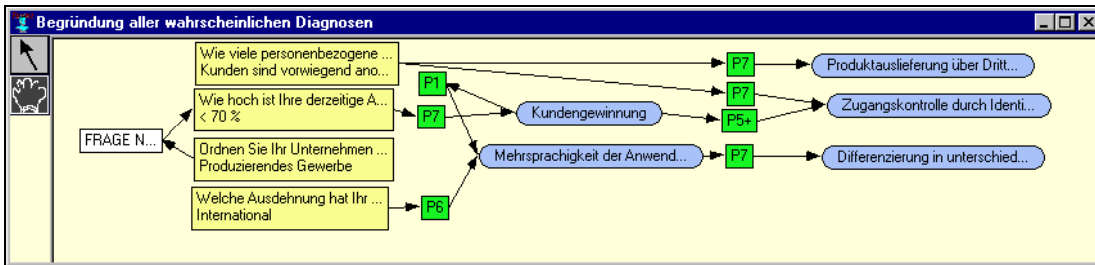 Begründung aller wahrscheinlichen Diagnosen
Wie viele personenbezogene ...
Kunden sind vorwiegend ano...
P7
Produktauslieferung über Dritt...
P1
Wie hoch ist Ihre derzeitige A...
< 70 %
P7
Kundengewinnung
P7
P5+
Zugangskontrolle durch Identi...
FRAGE N...
Ordnen Sie Ihr Unternehmen ...
Produzierendes Gewerbe
Mehrsprachigkeit der Anwend...
P7
Differenzierung in unterschied...
Welche Ausdehnung hat Ihr ...
International
P6